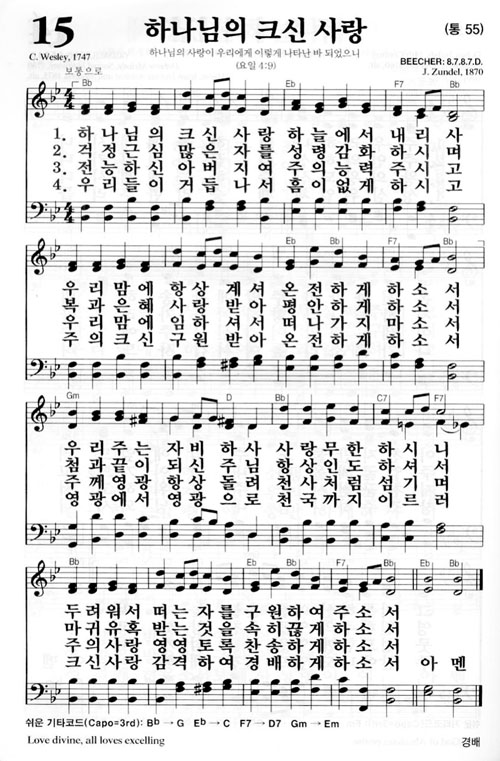 15
하나님의 크신 사랑
(통 55)
하나님의 사랑이 우리에게 이렇게 나타난 바 되었으니
(요일 4:9)
C. Wesley, 1747
BEECHER: 8.7.8.7.D.
J. Zundel, 1870
보통으로
Bb Eb Bb
1. 하 나 님 의 크 신 사 랑 하 늘 에 서 내 리 사
2. 걱 정 근 심 많 은 자 를 성 령 감 화 하 시 며
3. 전 능 하 신 아 버 지 여 주 의 능 력 주 시 고
4. 우 리 들 이 거 듭 나 서 흠 이 없 게 하 시 고
Eb Bb F7 Bb
우 리 맘 에 항 상 계 셔 온 전 하 게 하 소 서
복 과 은 혜 사 랑 받 아 평 안 하 게 하 소 서
우 리 맘 에 임 하 셔 서 떠 나 가 지 마 소 서
주 의 크 신 구 원 받 아 온 전 하 게 하 소 서
Gm D Bb C7 F7
우 리 주 는 자 비 하 사 사 랑 무 한 하 시 니
첨 과 끝 이 되 신 주 님 항 상 인 도 하 셔 서
주 께 영 광 항 상 돌 려 천 사 처 럼 섬 기 며
영 광 에 서 영 광 으 로 천 국 까 지 이 르 러
Bb Eb Bb F7 Bb Eb Bb
두 려 워 서 떠 는 자 를 구 원 하 여 주 소 서
마 귀 유 혹 받 는 것 을 속 히 끊 게 하 소 서
주 의 사 랑 영 영 토 록 찬 송 하 게 하 소 서
크 신 사 랑 감 격 하 여 경 배 하 게 하 소 서 아 멘
쉬운 기타코드(Capo=3rd): Bb → G Eb → C F7 → D7 Gm → Em
Love divine, all loves excelling
경배